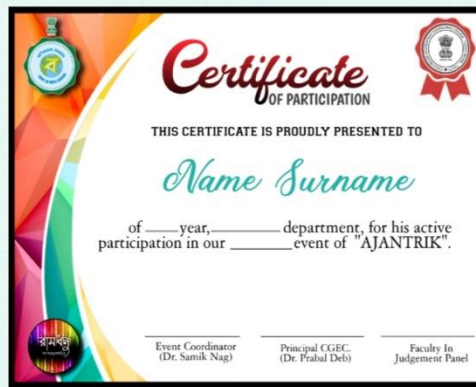 Certificate
OF PARTICIPATION
THIS CERTIFICATE IS PROUDLY PRESENTED TO
Name Surname
of ____year,________ department, for his active
participation in our _______event of "AJANTRIK".
Event Coordinator
(Dr. Samik Nag)
Principal CGEC.
(Dr. Prabal Deb)
Faculty In
Judgement Panel
রামধনু